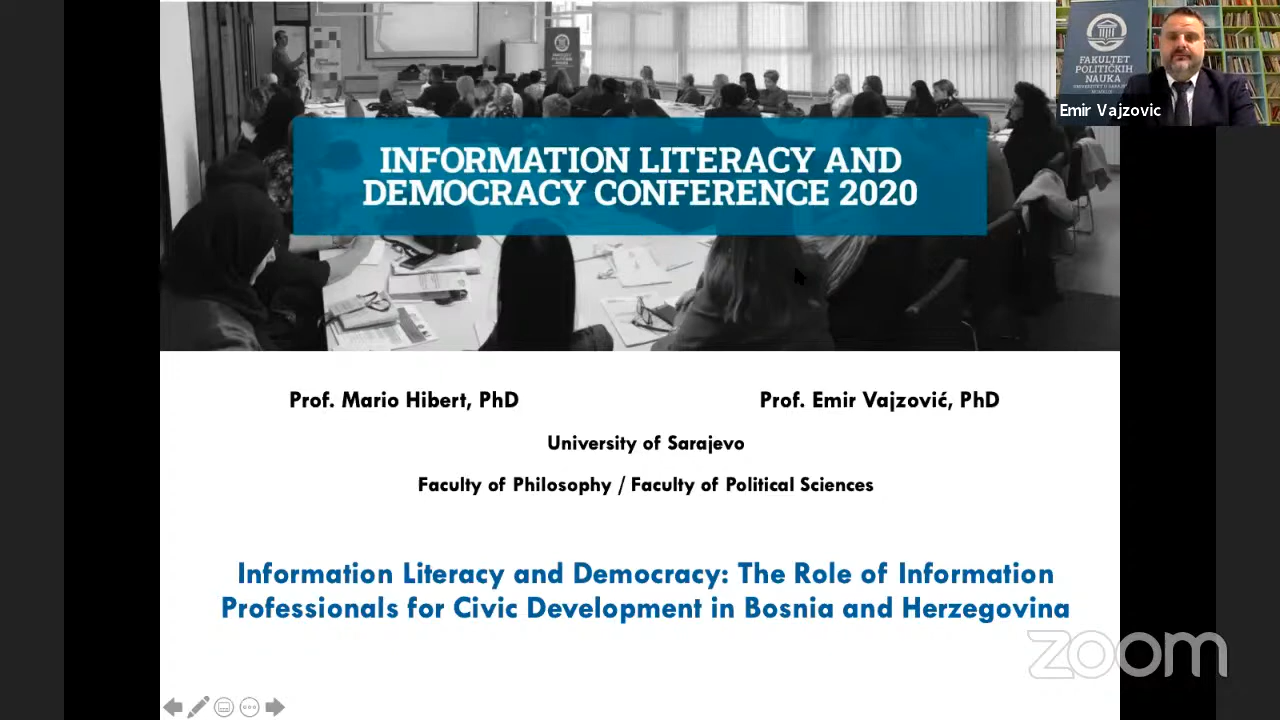 INFORMATION LITERACY AND
DEMOCRACY CONFERENCE 2020
FAKULTET
POLITIČKIH
NAUKA
Emir Vajzovic
Prof. Mario Hibert, PhD
Prof. Emir Vajzović, PhD
University of Sarajevo
Faculty of Philosophy / Faculty of Political Sciences
Information Literacy and Democracy: The Role of Information
Professionals for Civic Development in Bosnia and Herzegovina
zoom